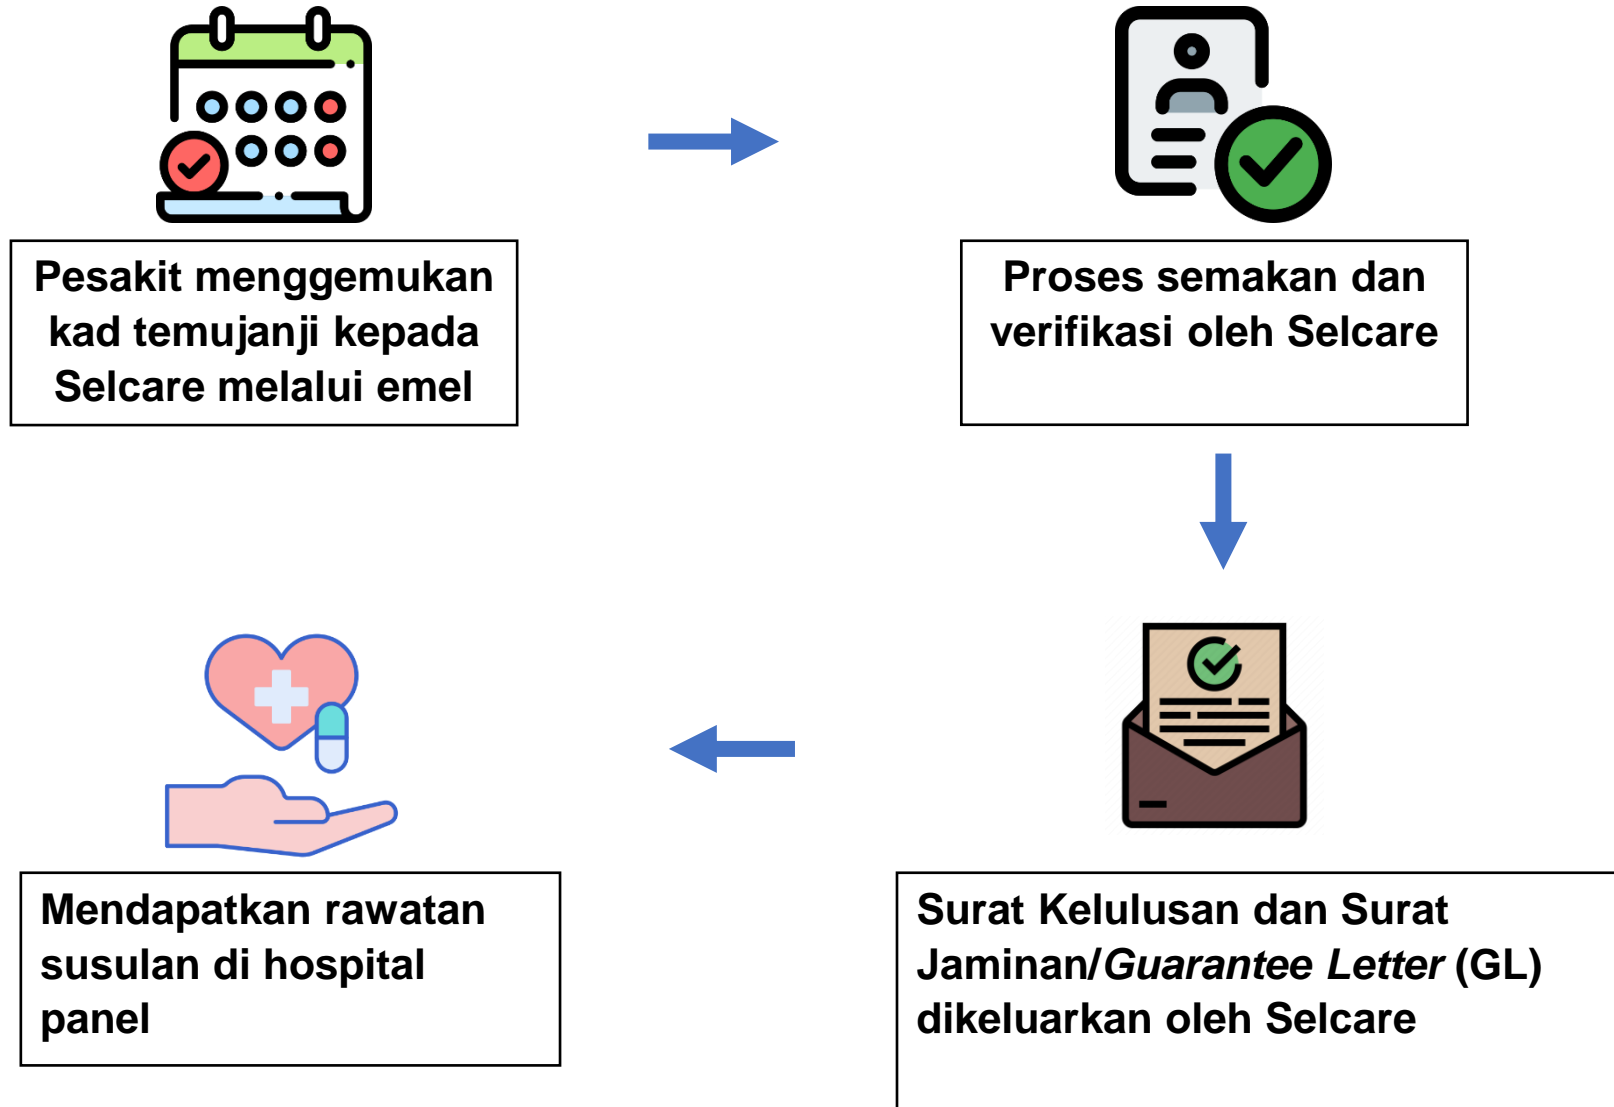 Pesakit menggemukan
kad temujanji kepada
Selcare melalui emel
Proses semakan dan
verifikasi oleh Selcare
Surat Kelulusan dan Surat
Jaminan/Guarantee Letter (GL)
dikeluarkan oleh Selcare
Mendapatkan rawatan
susulan di hospital
panel